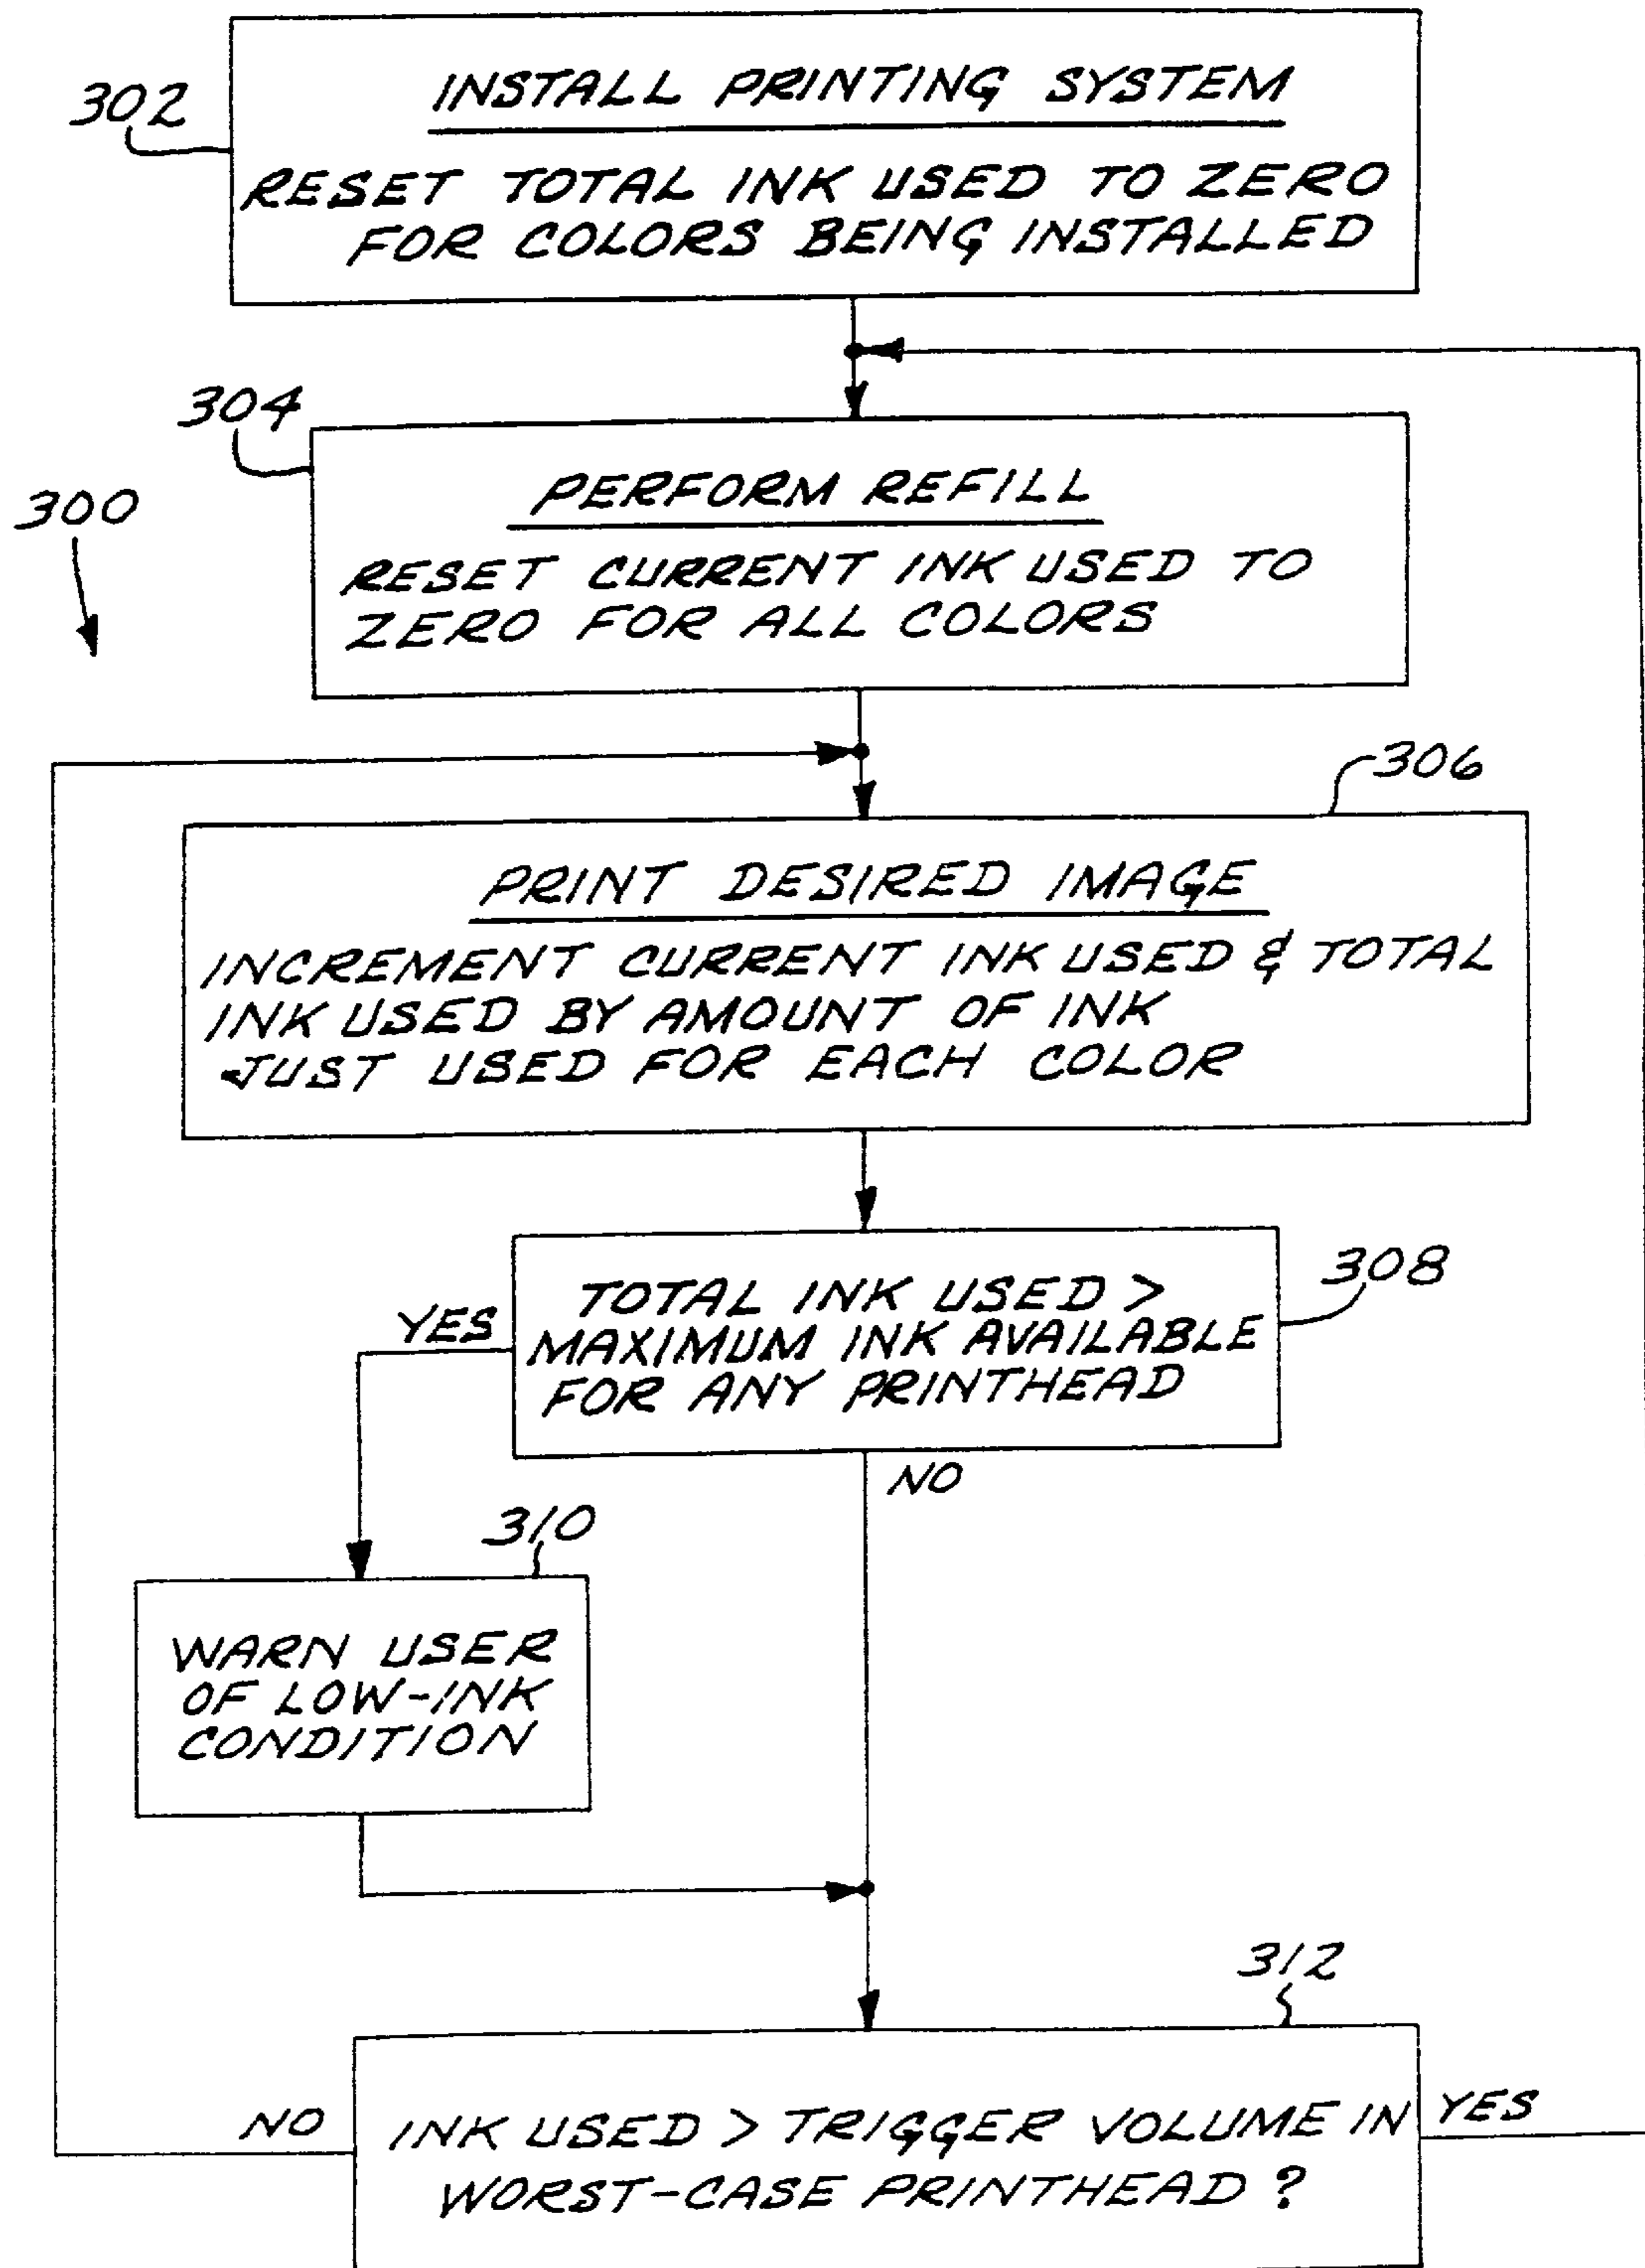 302
INSTALL PRINTING SYSTEM
RESET TOTAL INK USED TO ZERO
FOR COLORS BEING INSTALLED
304
300
PERFORM REFILL
RESET CURRENT INK USED TO
ZERO FOR ALL COLORS
306
PRINT DESIRED IMAGE
INCREMENT CURRENT INK USED & TOTAL
INK USED BY AMOUNT OF INK
JUST USED FOR EACH COLOR
308
YES
TOTAL INK USED >
MAXIMUM INK AVAILABLE
FOR ANY PRINTHEAD
NO
310
WARN USER
OF LOW-INK
CONDITION
312
NO
INK USED > TRIGGER VOLUME IN
WORST-CASE PRINTHEAD ?
YES